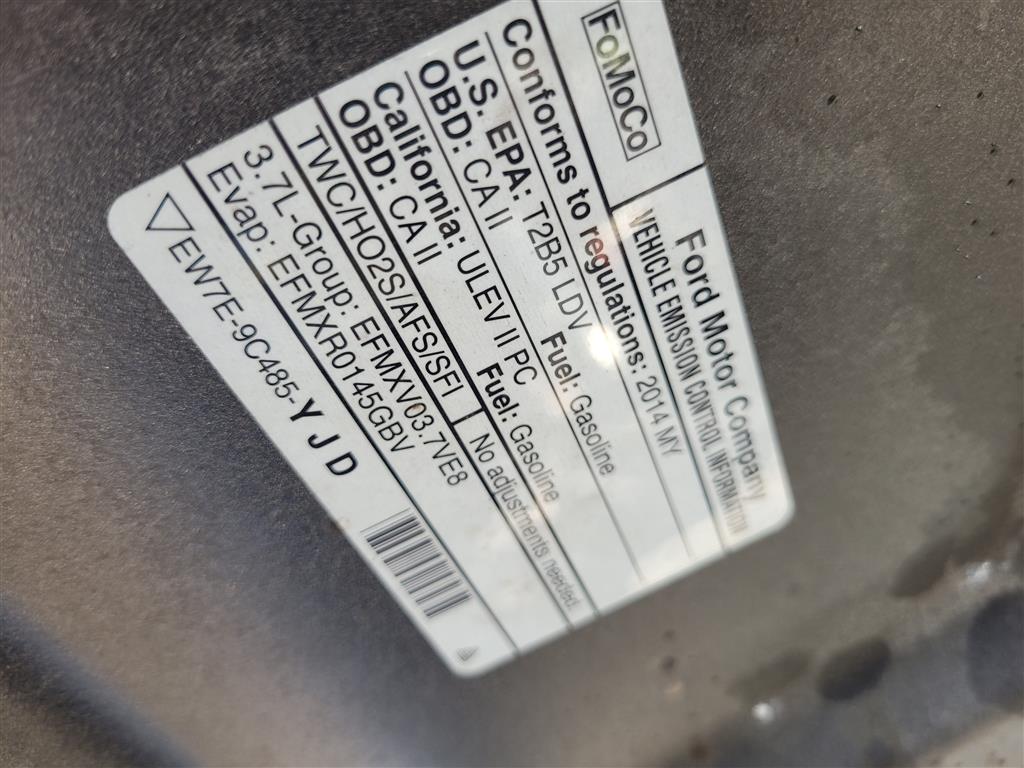 FoMoCo
Ford Motor Company
VEHICLE EMISSION CONTROL INFORMATION
Conforms to regulations: 2014 MY
U.S. EPA: T2B5 LDV Fuel: Gasoline
OBD: CA II
California: ULEV II PC Fuel: Gasoline
OBD: CA II
TWC/HO2S/AFS/SFI No adjustments needed.
3.7L-Group: EFMXV03.7VE8
Evap: EFMXR0145GBV
EW7E-9C485-YJD